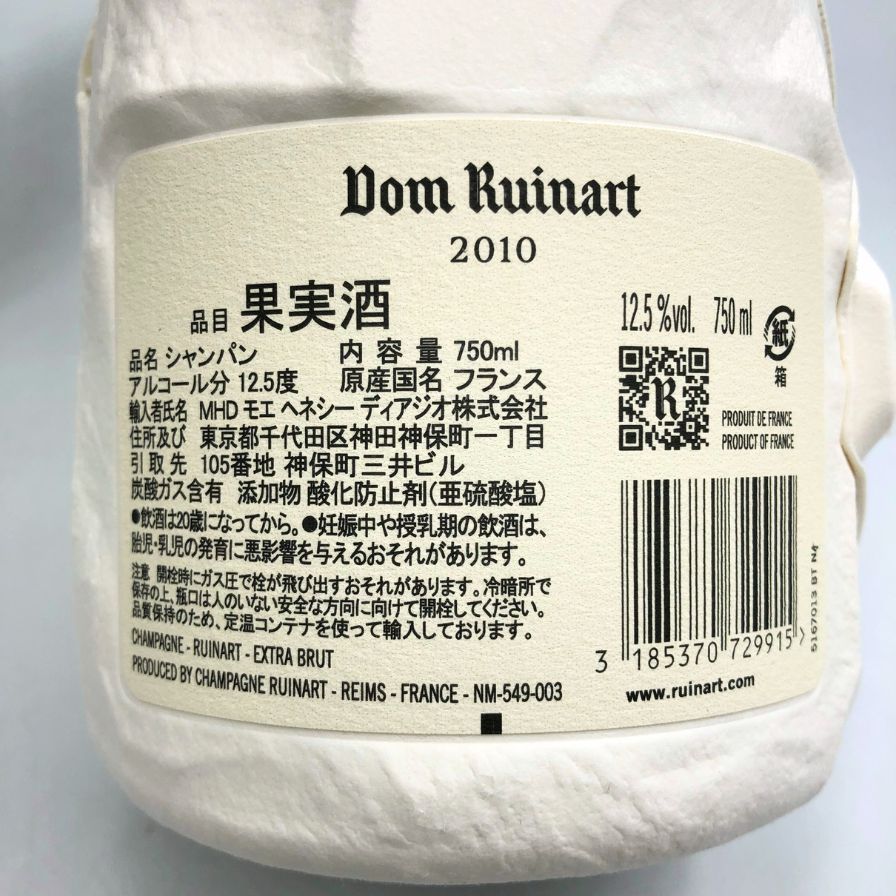 Dom Ruinart
2010
品目 果実酒
品名 シャンパン 内容量 750ml
アルコール分 12.5度 原産国名 フランス
輸入者氏名 MHD モエ ヘネシー ディアジオ株式会社
住所及び 東京都千代田区神田神保町一丁目
引取先 105番地 神保町三井ビル
炭酸ガス含有 添加物 酸化防止剤(亜硫酸塩)
●飲酒は20歳になってから。●妊娠中や授乳期の飲酒は、
胎児・乳児の発育に悪影響を与えるおそれがあります。
注意 開栓時にガス圧で栓が飛び出すおそれがあります。冷暗所で
保存の上、瓶口は人のいない安全な方向に向けて開栓してください。
品質保持のため、定温コンテナを使って輸入しております。
CHAMPAGNE - RUINART - EXTRA BRUT
PRODUCED BY CHAMPAGNE RUINART - REIMS - FRANCE - NM-549-003
12.5 %vol. 750 ml
紙
箱
R
PRODUIT DE FRANCE
PRODUCT OF FRANCE
3 185370 729915 >
www.ruinart.com
5167013 BT N4